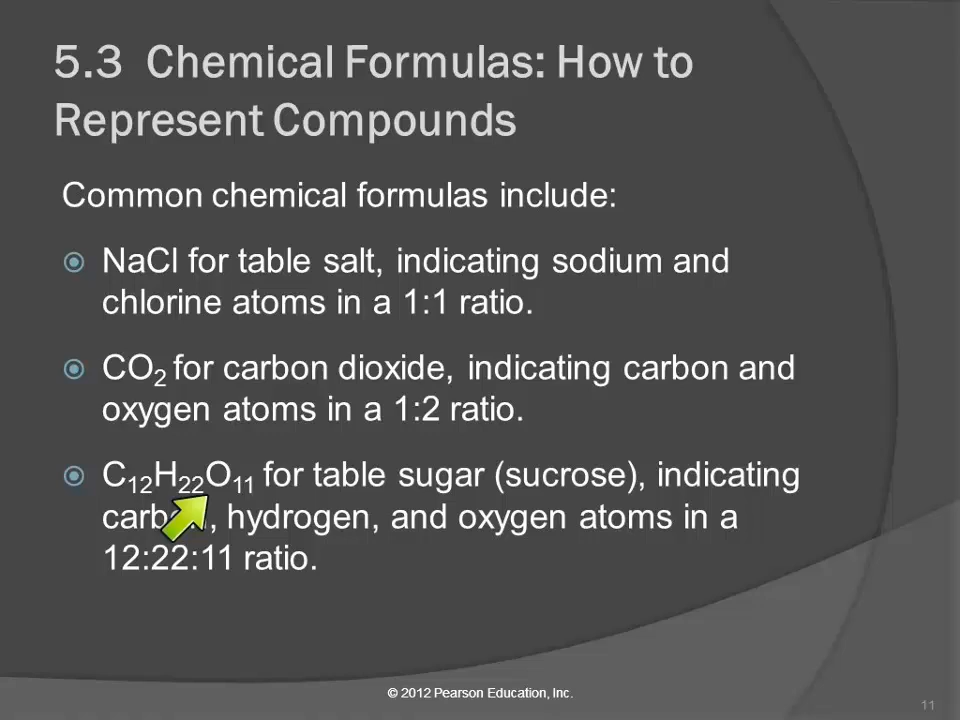 5.3 Chemical Formulas: How to
Represent Compounds
Common chemical formulas include:
NaCl for table salt, indicating sodium and
chlorine atoms in a 1:1 ratio.
CO₂ for carbon dioxide, indicating carbon and
oxygen atoms in a 1:2 ratio.
C₁₂H₂₂O₁₁ for table sugar (sucrose), indicating
carbon, hydrogen, and oxygen atoms in a
12:22:11 ratio.
© 2012 Pearson Education, Inc.
11